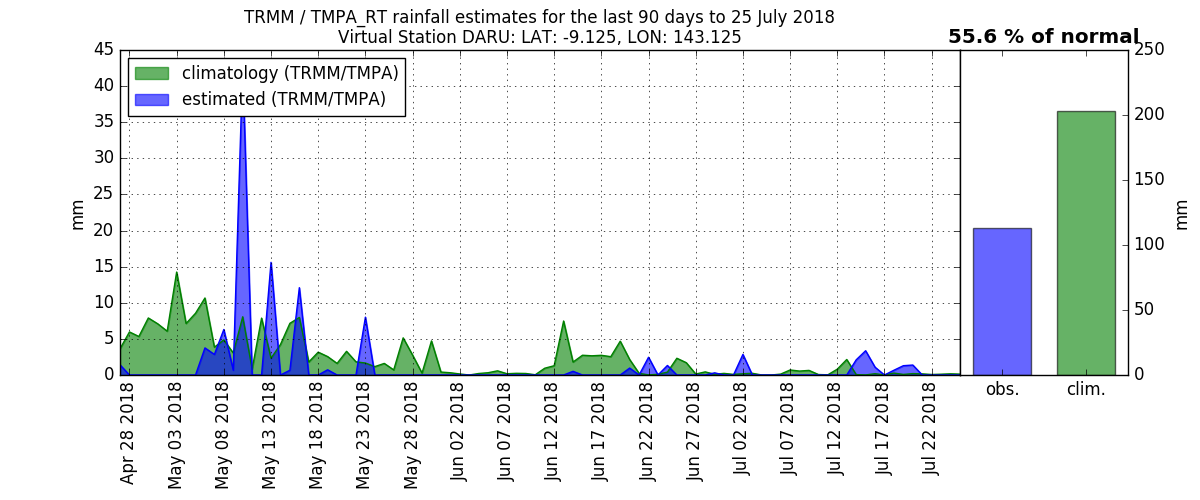 TRMM / TMPA_RT rainfall estimates for the last 90 days to 25 July 2018
Virtual Station DARU: LAT: -9.125, LON: 143.125
55.6 % of normal
climatology (TRMM/TMPA)
estimated (TRMM/TMPA)
45
40
35
30
25
20
15
10
5
0
mm
Apr 28 2018
May 03 2018
May 08 2018
May 13 2018
May 18 2018
May 23 2018
May 28 2018
Jun 02 2018
Jun 07 2018
Jun 12 2018
Jun 17 2018
Jun 22 2018
Jun 27 2018
Jul 02 2018
Jul 07 2018
Jul 12 2018
Jul 17 2018
Jul 22 2018
250
200
150
100
50
0
mm
obs.
clim.